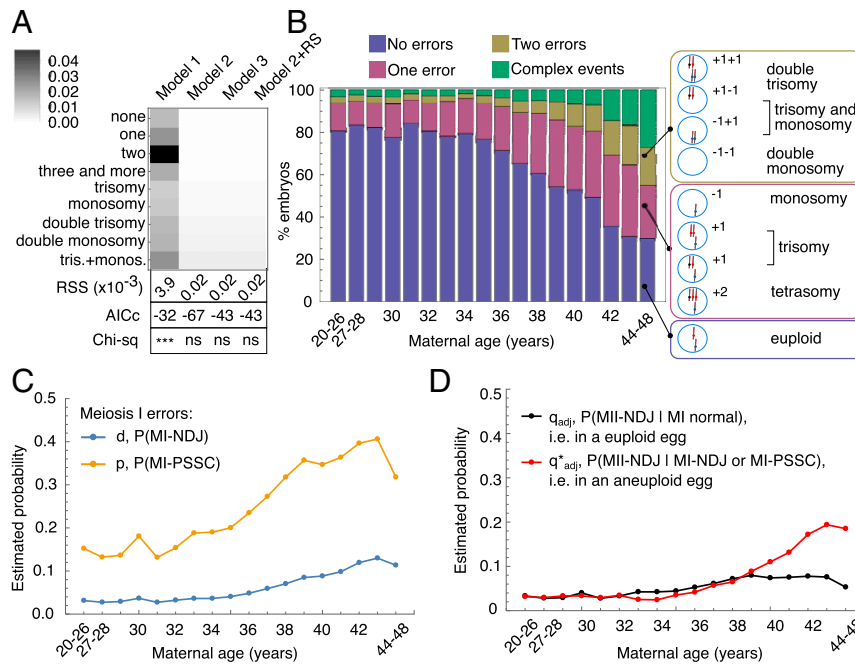 A
Model 1
Model 2
Model 3
Model 2+RS
0.04
0.03
0.02
0.01
0.00
none
one
two
three and more
trisomy
monosomy
double trisomy
double monosomy
tris.+monos.
RSS (x10-3) 3.9 0.02 0.02 0.02
AICc -32 -67 -43 -43
Chi-sq *** ns ns ns
B
No errors
Two errors
One error
Complex events
% embryos
100
80
60
40
20
0
20-26 27-28 30 32 34 36 38 40 42 44-48
Maternal age (years)
+1+1 double trisomy
+1-1 trisomy and monosomy
-1+1
-1-1 double monosomy
-1 monosomy
+1 trisomy
+1
+2 tetrasomy
euploid
C
Meiosis I errors:
d, P(MI-NDJ)
p, P(MI-PSSC)
Estimated probability
0.5
0.4
0.3
0.2
0.1
0.0
20-26 27-28 30 32 34 36 38 40 42 44-48
Maternal age (years)
D
qadj, P(MII-NDJ | MI normal),
i.e. in a euploid egg
q*adj, P(MII-NDJ | MI-NDJ or MI-PSSC),
i.e. in an aneuploid egg
Estimated probability
0.5
0.4
0.3
0.2
0.1
0.0
20-26 27-28 30 32 34 36 38 40 42 44-48
Maternal age (years)